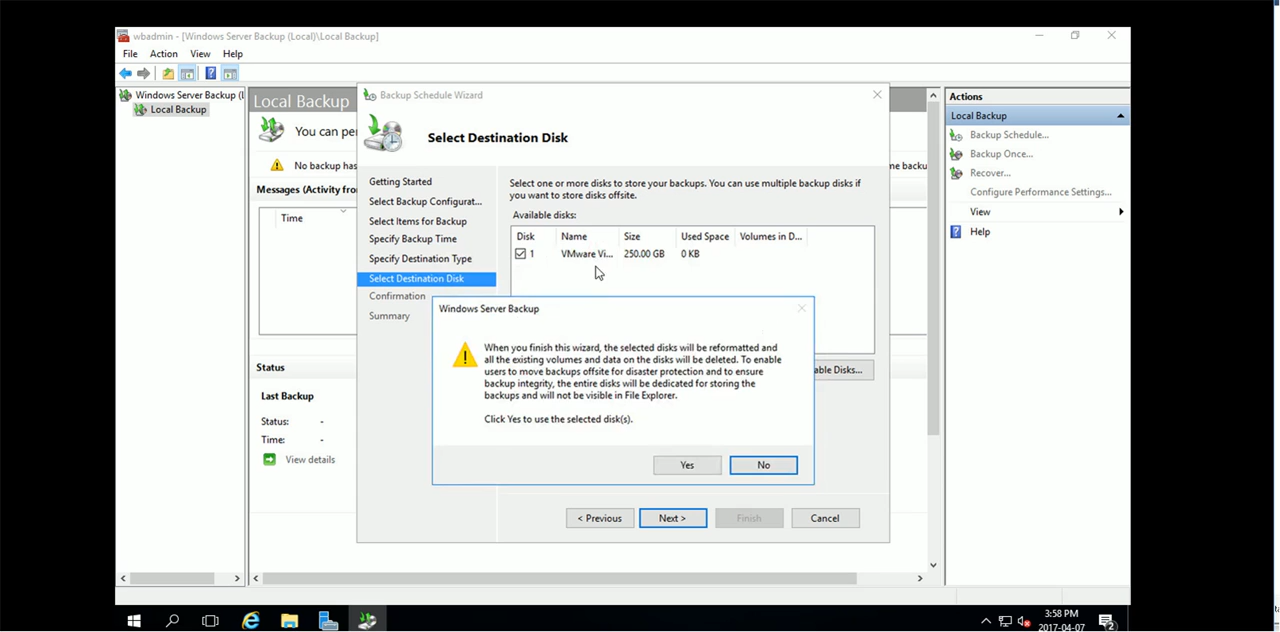 wbadmin - [Windows Server Backup (Local)\Local Backup]
File Action View Help
Windows Server Backup (L
Local Backup
Local Backup
You can per
No backup has
me backu
Messages (Activity fro
Time
Status
Last Backup
Status: -
Time: -
View details
Backup Schedule Wizard
Select Destination Disk
Getting Started
Select Backup Configurat...
Select Items for Backup
Specify Backup Time
Specify Destination Type
Select Destination Disk
Confirmation
Summary
Select one or more disks to store your backups. You can use multiple backup disks if
you want to store disks offsite.
Available disks:
Disk Name Size Used Space Volumes in D...
1 VMware Vi... 250.00 GB 0 KB
able Disks...
Windows Server Backup
When you finish this wizard, the selected disks will be reformatted and
all the existing volumes and data on the disks will be deleted. To enable
users to move backups offsite for disaster protection and to ensure
backup integrity, the entire disks will be dedicated for storing the
backups and will not be visible in File Explorer.
Click Yes to use the selected disk(s).
Yes No
< Previous Next > Finish Cancel
Actions
Local Backup
Backup Schedule...
Backup Once...
Recover...
Configure Performance Settings...
View
Help
3:58 PM
2017-04-07
2